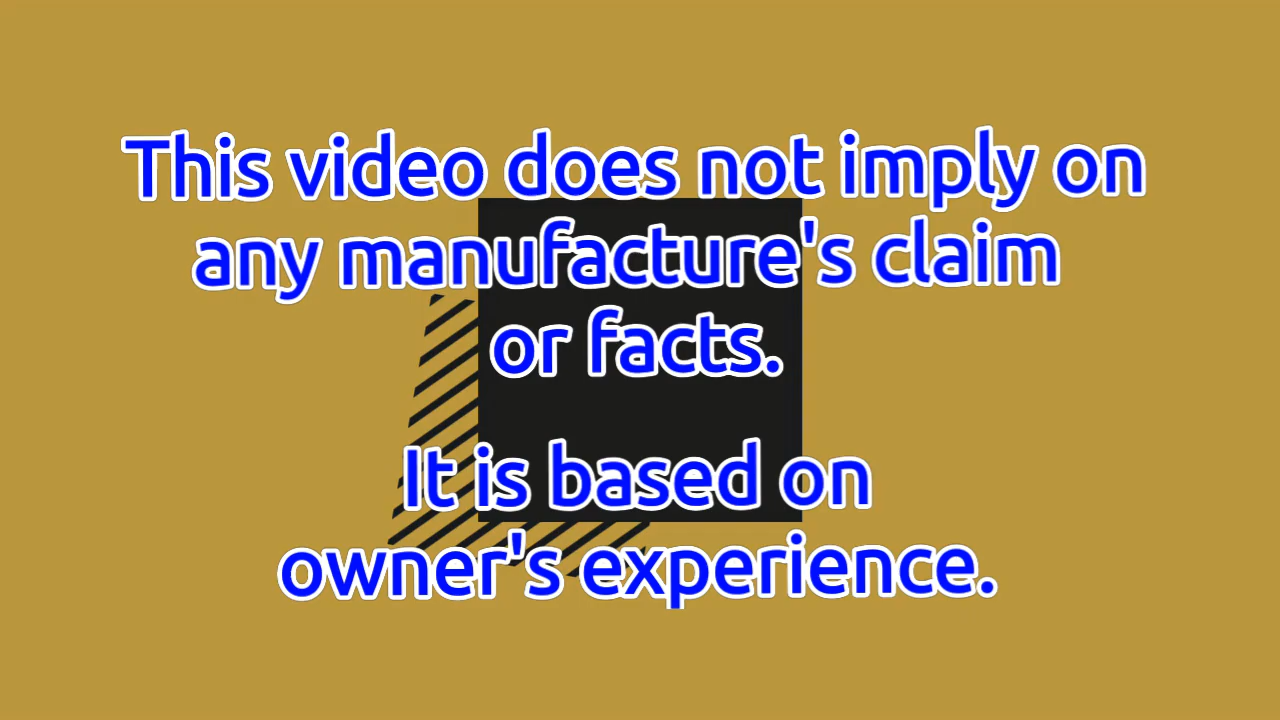 This video does not imply on
any manufacture's claim
or facts.
It is based on
owner's experience.